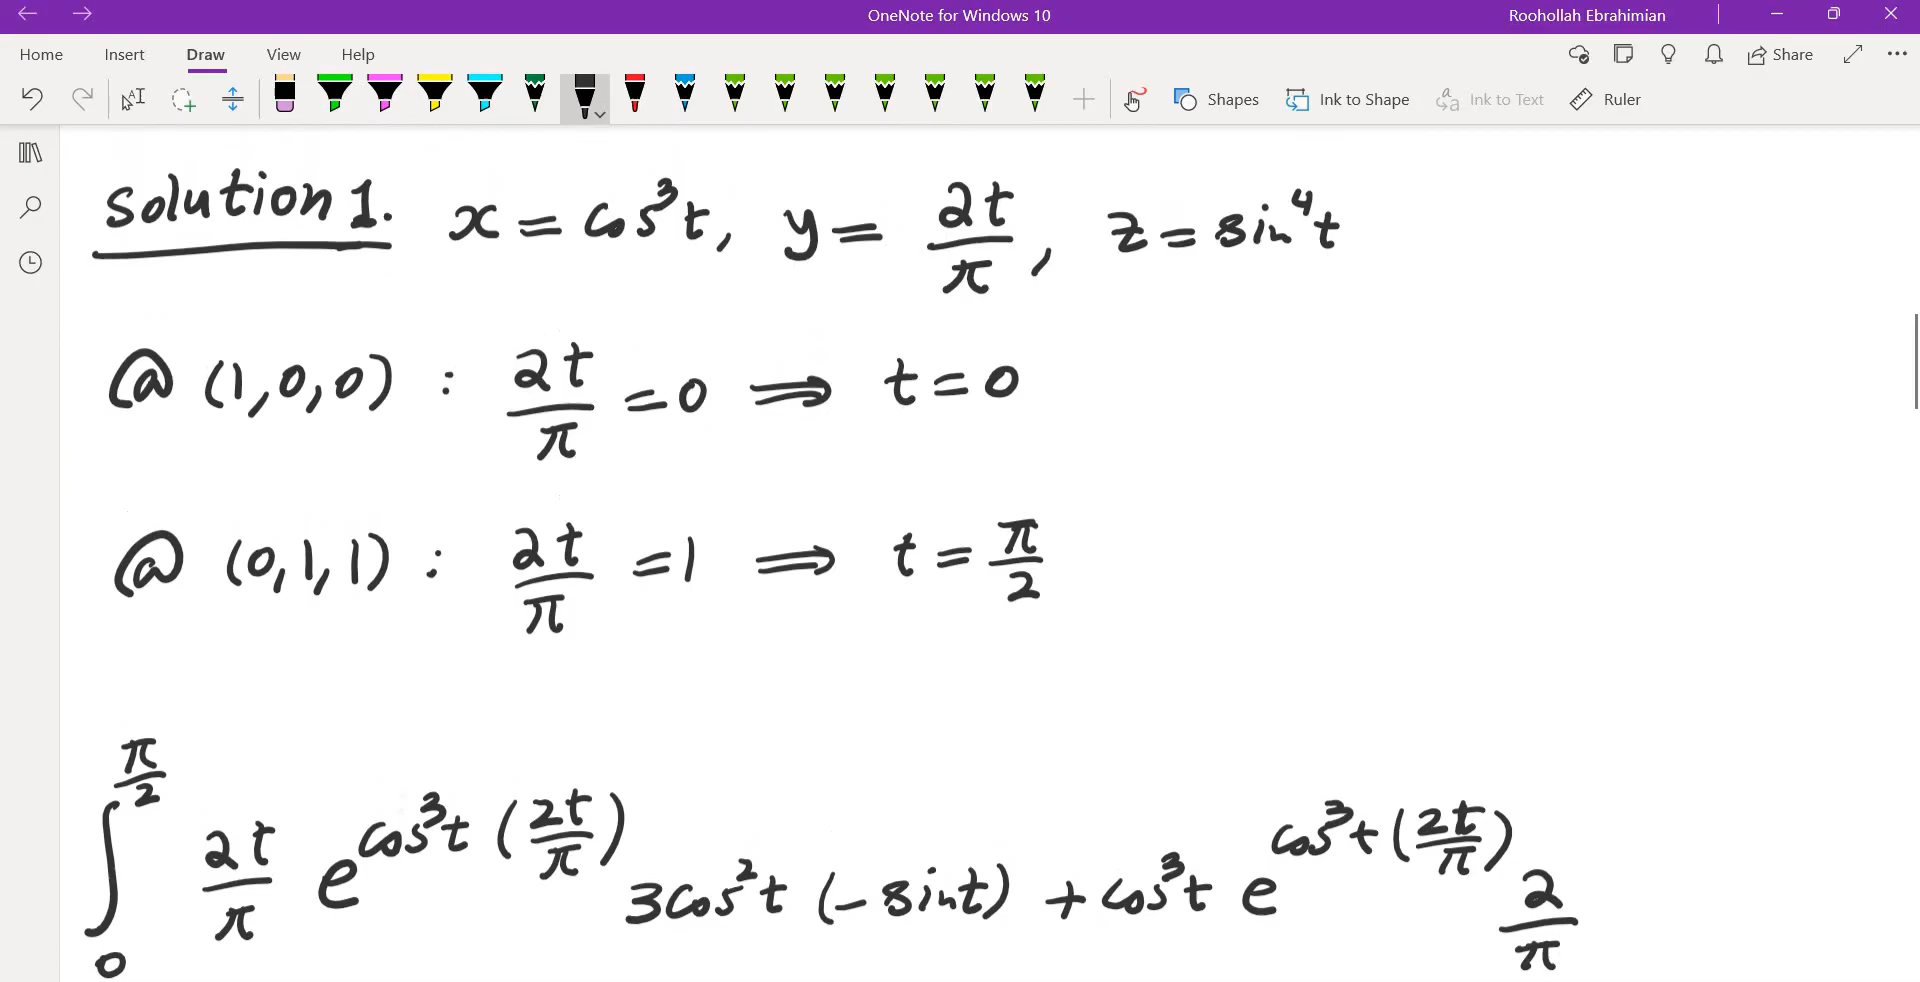 OneNote for Windows 10
Roohollah Ebrahimian
Home Insert Draw View Help
Share
Shapes Ink to Shape Ink to Text Ruler
Solution 1. x = cos³t, y = 2t/π, z = sin⁴t
@ (1,0,0) : 2t/π = 0 ⟹ t = 0
@ (0,1,1) : 2t/π = 1 ⟹ t = π/2
∫₀^(π/2) 2t/π e^(cos³t (2t/π)) 3cos²t (-sint) + cos³t e^(cos³t (2t/π)) 2/π